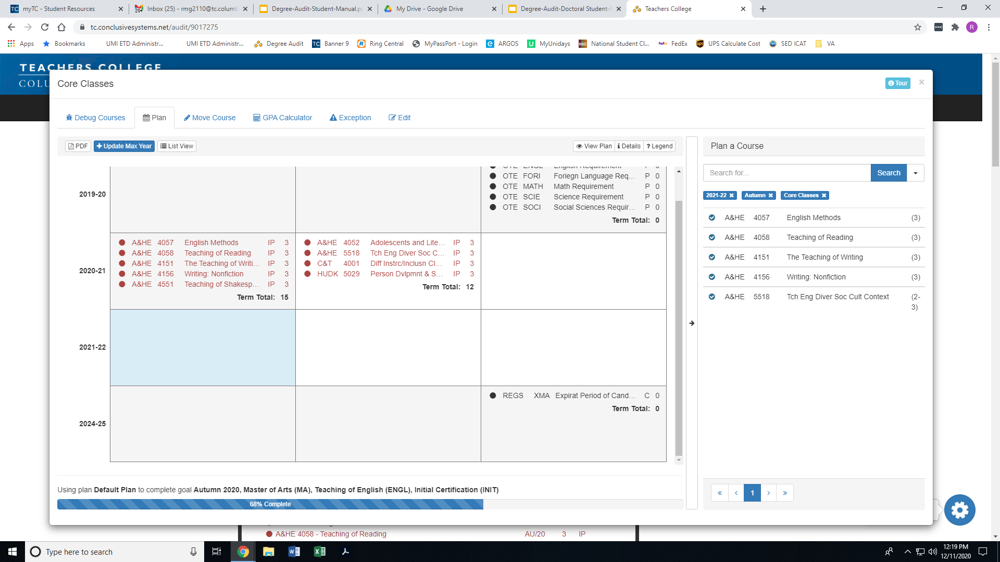 myTC - Student Resources
Inbox (25) - rmg2110@tc.columb
Degree-Audit-Student-Manual.p
My Drive - Google Drive
Degree-Audit-Doctoral Student-
Teachers College
tc.conclusivesystems.net/audit/9017275
R
Apps Bookmarks UMI ETD Administr... UMI ETD Administr... Degree Audit TC Banner 9 Ring Central MyPassPort - Login ARGOS MyUnidays National Student Cl... FedEx UPS Calculate Cost SED ICAT VA
TEACHERS COLLEGE
COLU
Core Classes
Tour
Debug Courses Plan Move Course GPA Calculator Exception Edit
PDF Update Max Year List View View Plan Details Legend
2019-20
OTE ENGL English Requirement P 0
OTE FORI Foriegn Language Req... P 0
OTE MATH Math Requirement P 0
OTE SCIE Science Requirement P 0
OTE SOCI Social Sciences Requir... P 0
Term Total: 0
2020-21
A&HE 4057 English Methods IP 3
A&HE 4058 Teaching of Reading IP 3
A&HE 4151 The Teaching of Writi... IP 3
A&HE 4156 Writing: Nonfiction IP 3
A&HE 4551 Teaching of Shakesp... IP 3
Term Total: 15
A&HE 4052 Adolescents and Lite... IP 3
A&HE 5518 Tch Eng Diver Soc C... IP 3
C&T 4001 Diff Instrc/Inclusn Cl... IP 3
HUDK 5029 Person Dvlpmnt & S... IP 3
Term Total: 12
2021-22
2024-25
REGS XMA Expirat Period of Cand... C 0
Term Total: 0
Using plan Default Plan to complete goal Autumn 2020, Master of Arts (MA), Teaching of English (ENGL), Initial Certification (INIT)
68% Complete
Plan a Course
Search for... Search
2021-22 Autumn Core Classes
A&HE 4057 English Methods (3)
A&HE 4058 Teaching of Reading (3)
A&HE 4151 The Teaching of Writing (3)
A&HE 4156 Writing: Nonfiction (3)
A&HE 5518 Tch Eng Diver Soc Cult Context (2-
3)
« ‹ 1 › »
A&HE 4058 - Teaching of Reading AU/20 3 IP
Type here to search
12:19 PM
12/11/2020